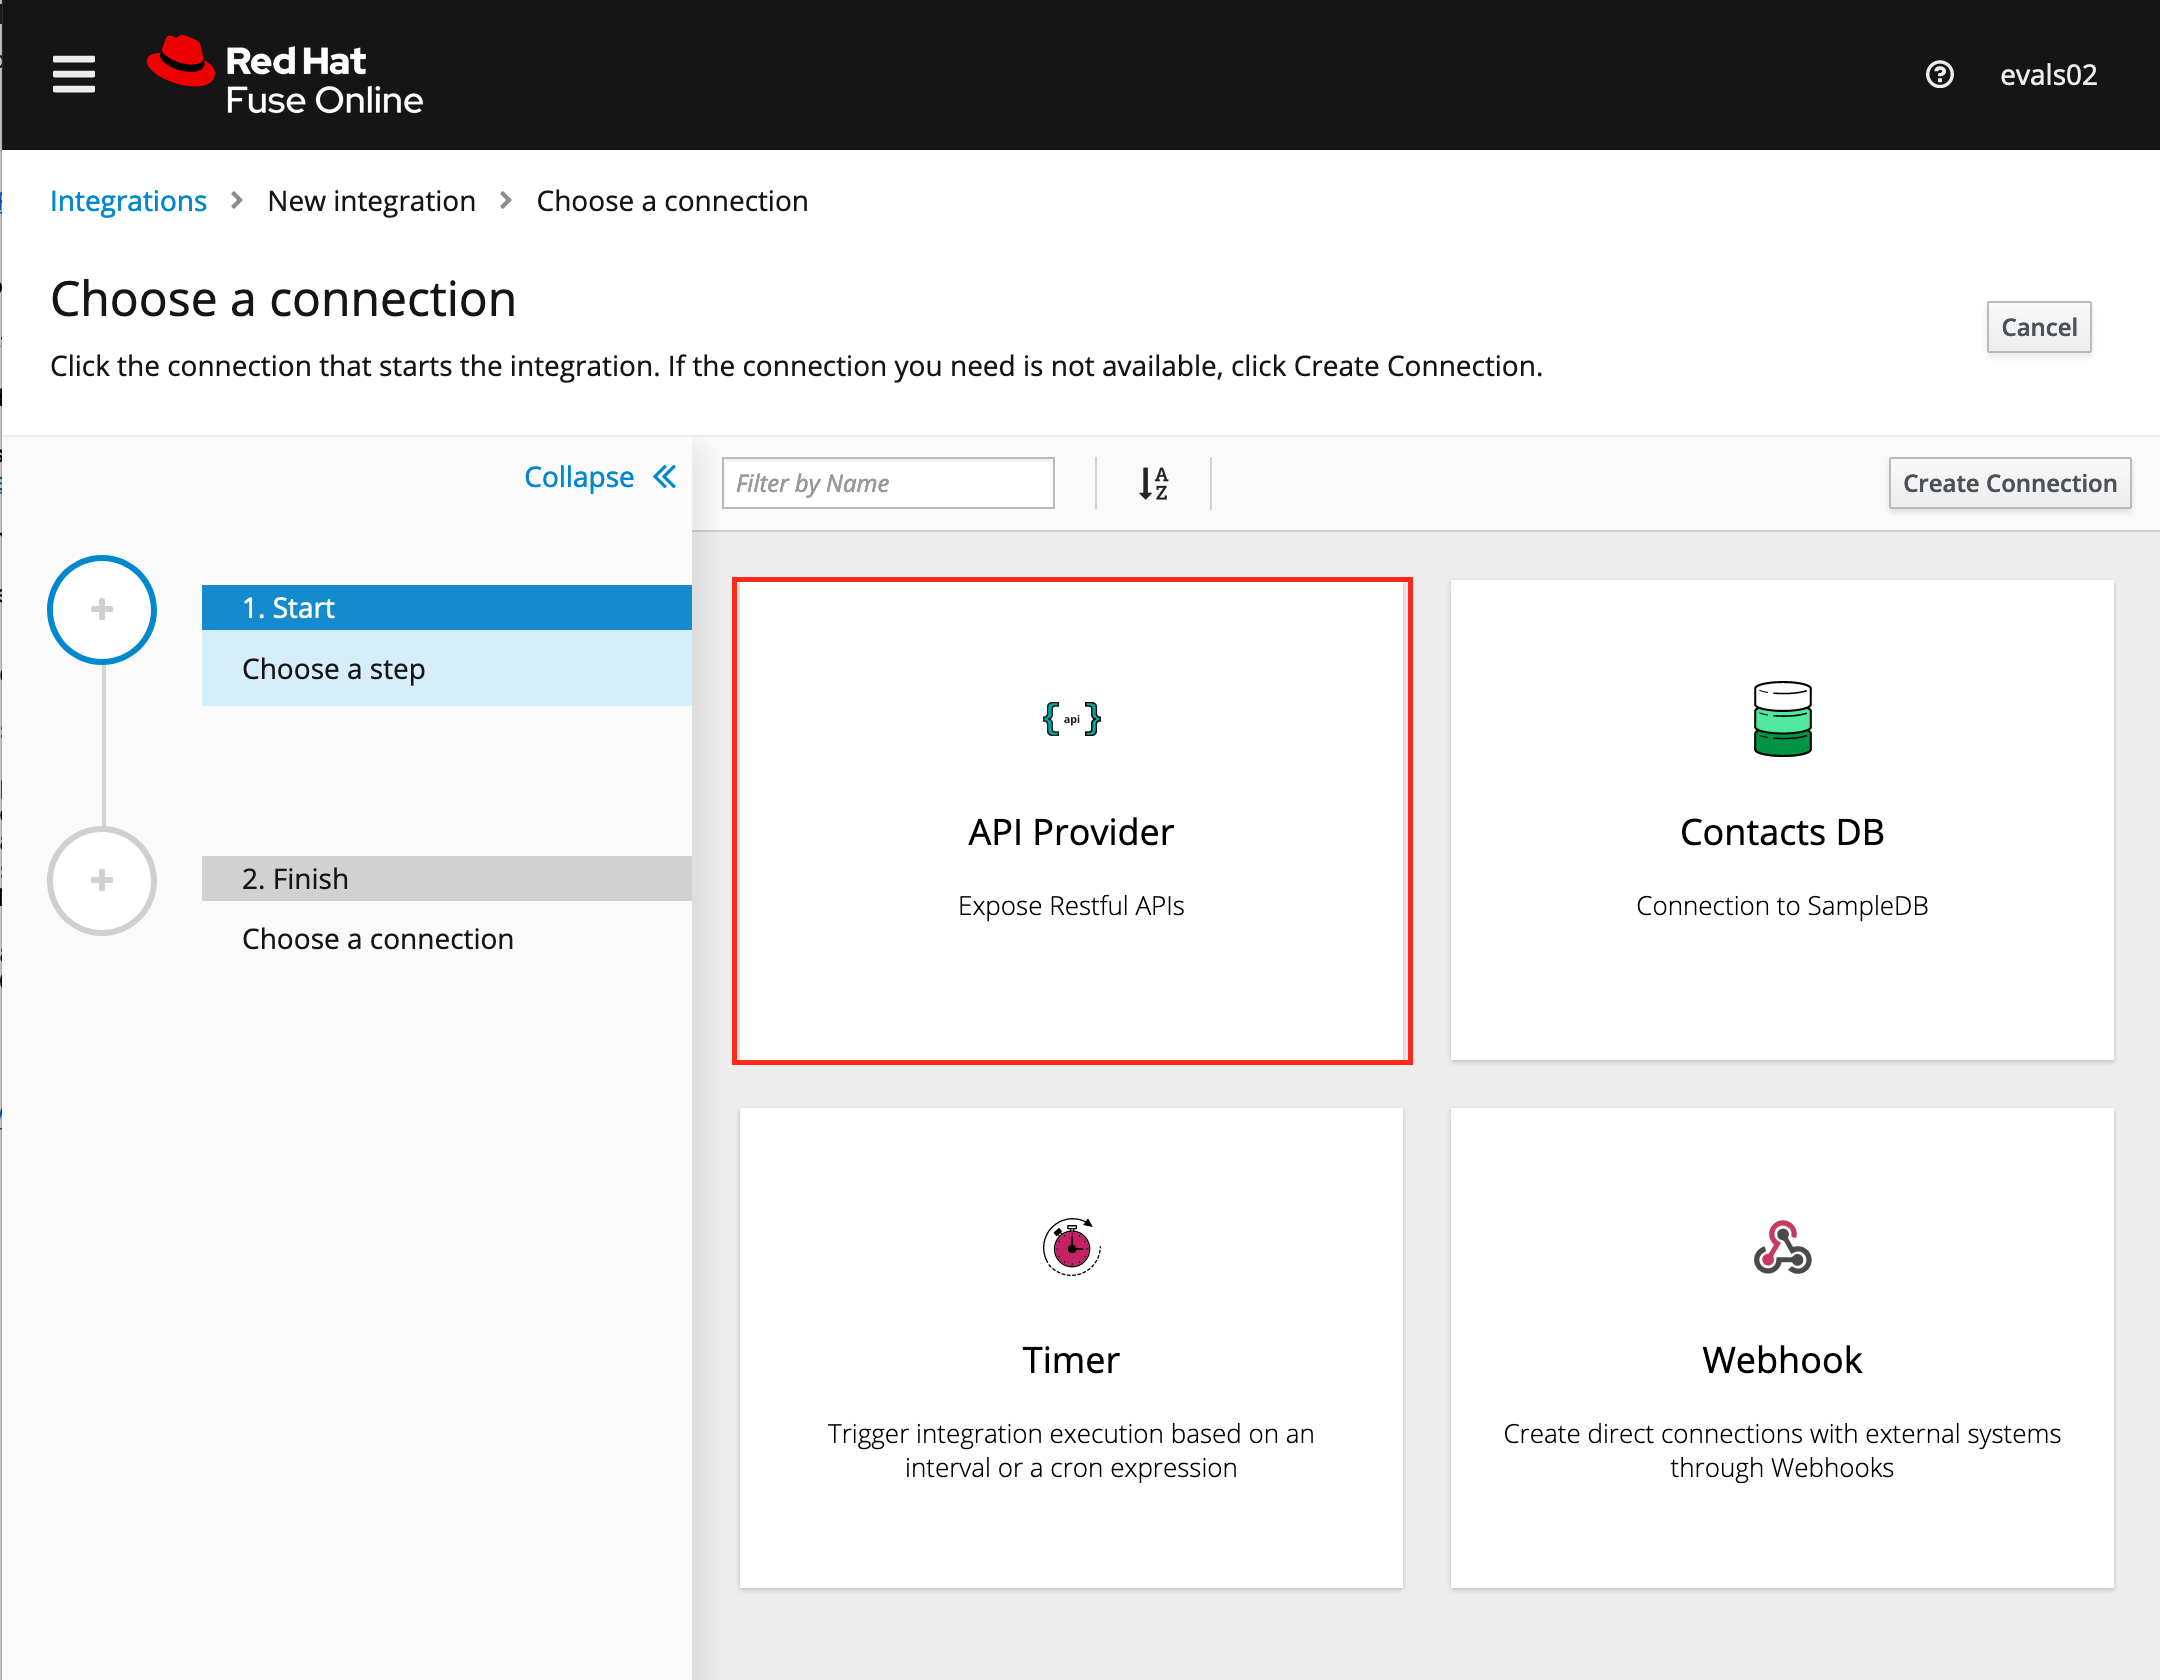 Red Hat
Fuse Online
evals02
Integrations > New integration > Choose a connection
Choose a connection
Cancel
Click the connection that starts the integration. If the connection you need is not available, click Create Connection.
Collapse
Filter by Name
A
Z
Create Connection
1. Start
Choose a step
2. Finish
Choose a connection
api
API Provider
Expose Restful APIs
Contacts DB
Connection to SampleDB
Timer
Trigger integration execution based on an
interval or a cron expression
Webhook
Create direct connections with external systems
through Webhooks